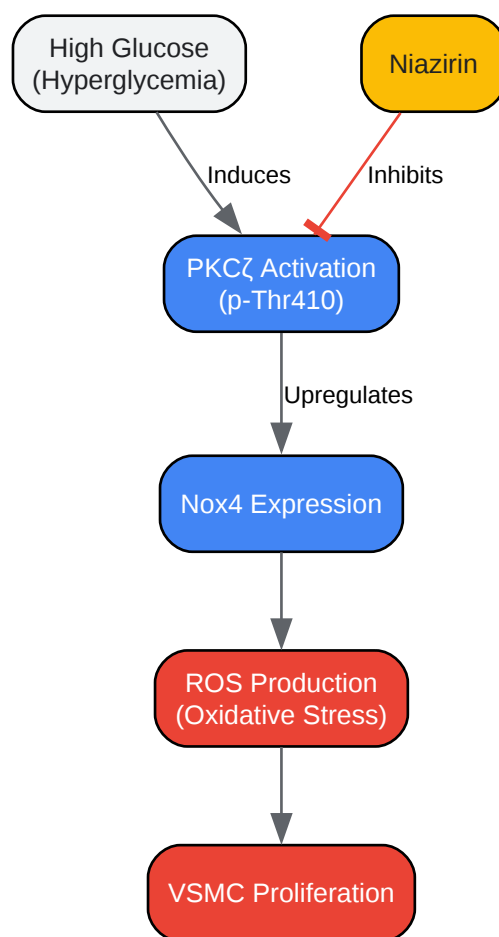 High Glucose
(Hyperglycemia)
Niazirin
Induces
Inhibits
PKCζ Activation
(p-Thr410)
Upregulates
Nox4 Expression
ROS Production
(Oxidative Stress)
VSMC Proliferation